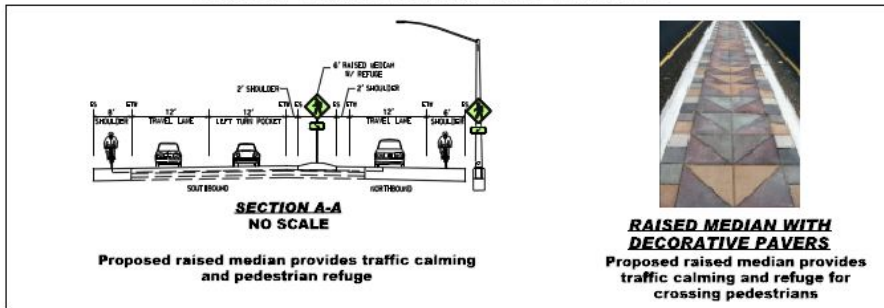 6' RAISED MEDIAN
W/ REFUGE
2' SHOULDER
2' SHOULDER
ES
ETW
ETW
ES
ES
ETW
ETW
ES
6'
12'
12'
12'
6'
SHOULDER
TRAVEL LANE
LEFT TURN POCKET
TRAVEL LANE
SHOULDER
SOUTHBOUND
NORTHBOUND
SECTION A-A
NO SCALE
Proposed raised median provides traffic calming
and pedestrian refuge
RAISED MEDIAN WITH
DECORATIVE PAVERS
Proposed raised median provides
traffic calming and refuge for
crossing pedestrians